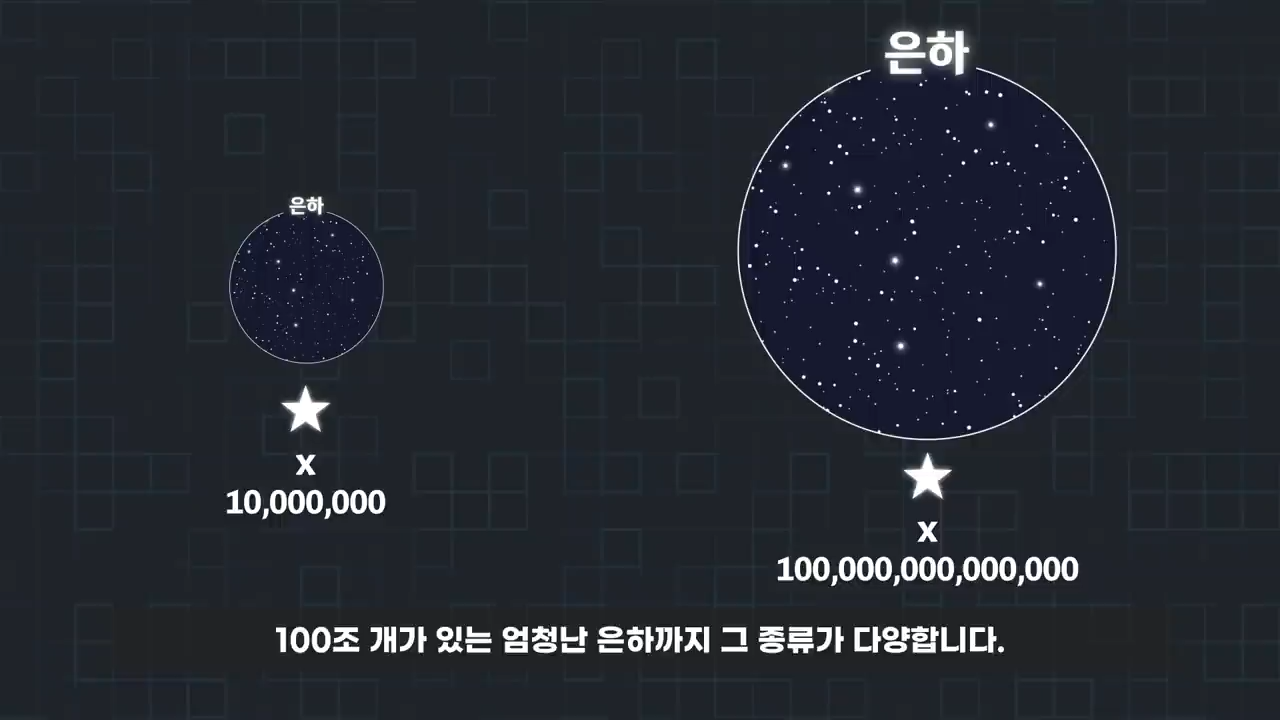 은하
x
10,000,000
은하
x
100,000,000,000,000
100조 개가 있는 엄청난 은하까지 그 종류가 다양합니다.